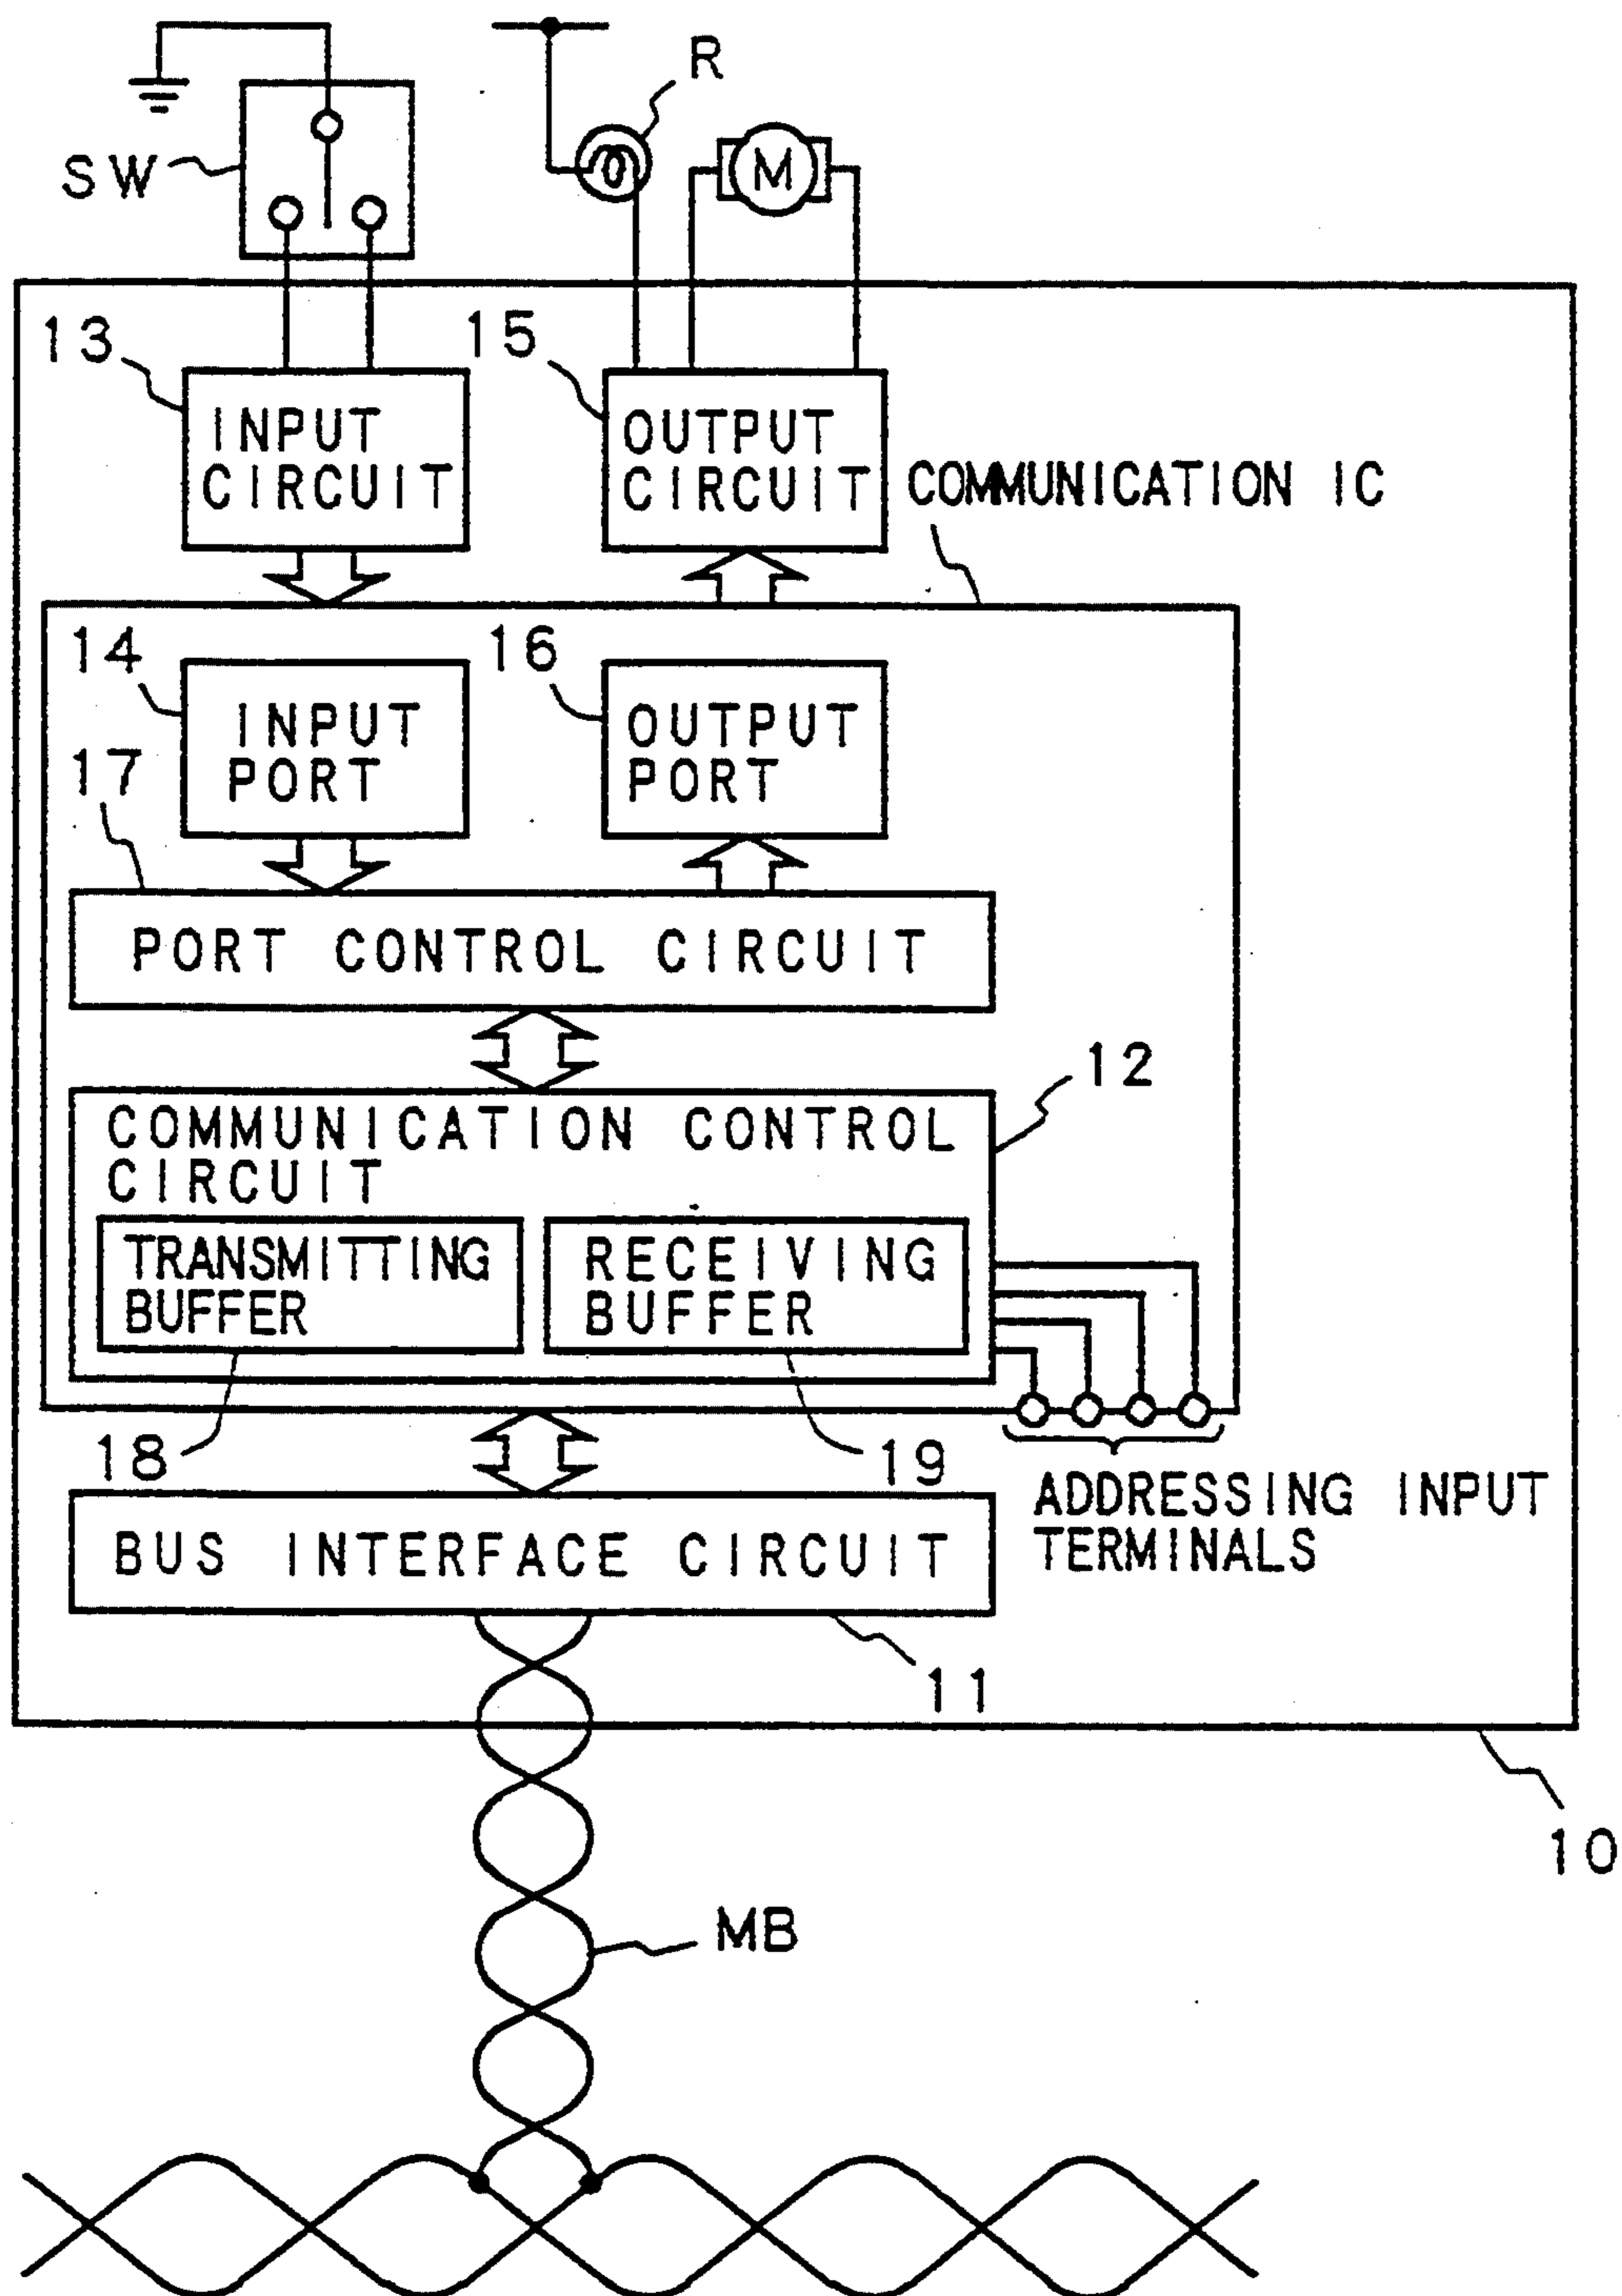 R
SW
M
13
15
INPUT
CIRCUIT
OUTPUT
CIRCUIT
COMMUNICATION IC
14
16
INPUT
PORT
OUTPUT
PORT
17
PORT CONTROL CIRCUIT
12
COMMUNICATION CONTROL
CIRCUIT
TRANSMITTING
BUFFER
RECEIVING
BUFFER
18
19
ADDRESSING INPUT
TERMINALS
BUS INTERFACE CIRCUIT
11
10
MB